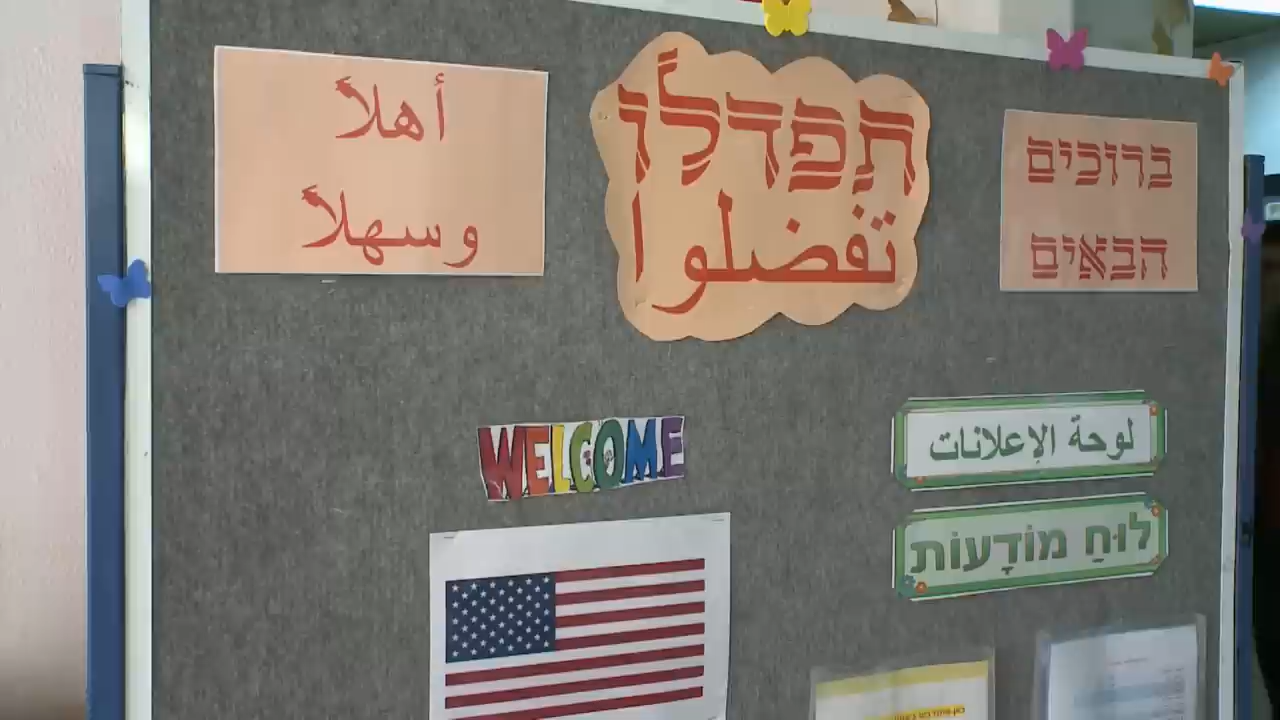 أهلاً
وسهلاً
תפדלו
تفضلوا
ברוכים
הבאים
WELCOME
لوحة الإعلانات
לוּחַ מוֹדָעוֹת